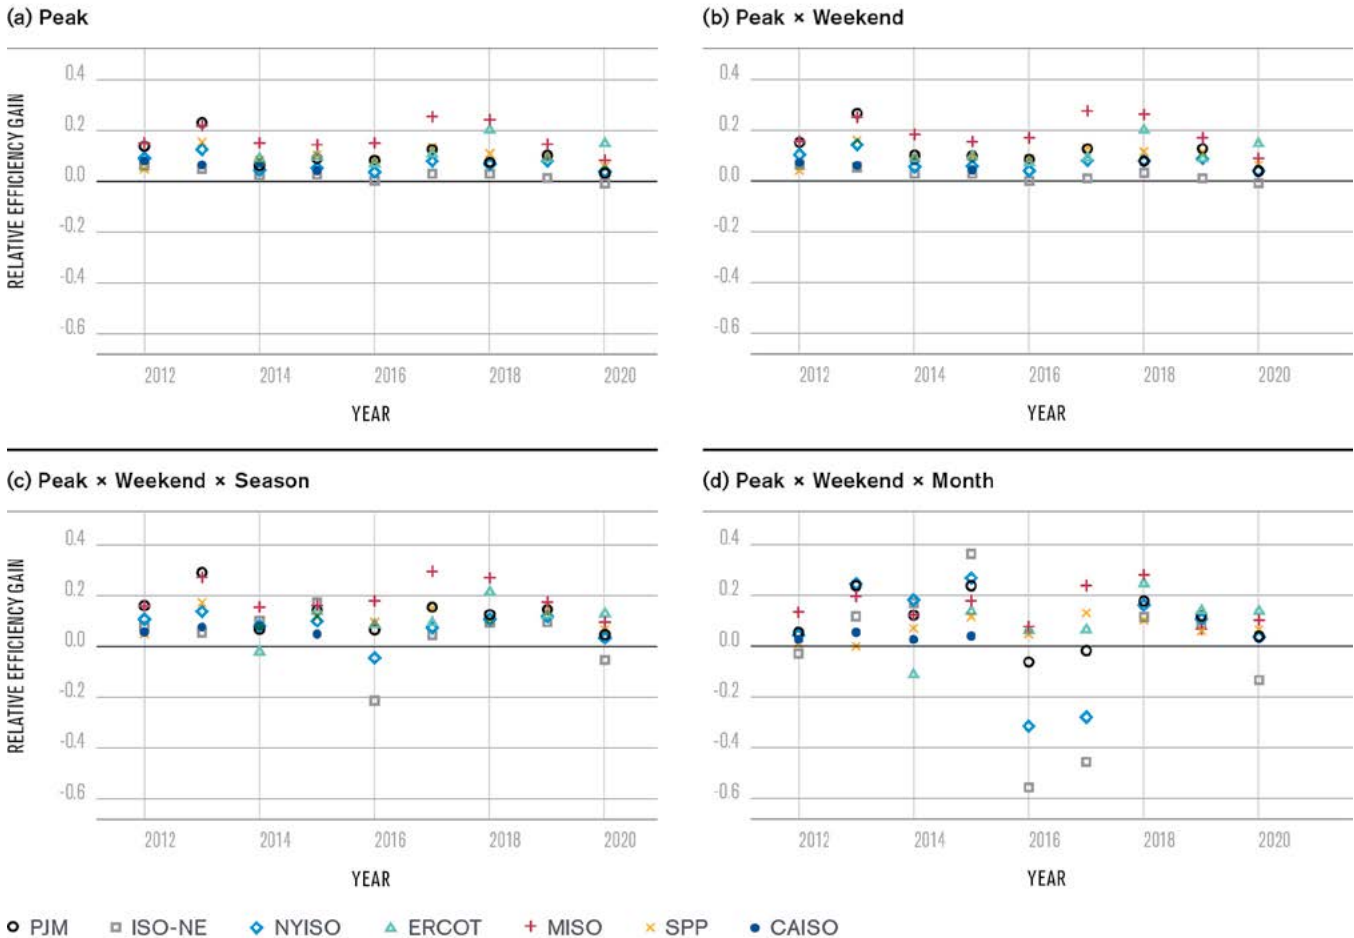 (a) Peak
0.4
0.2
0.0
-0.2
-0.4
-0.6
RELATIVE EFFICIENCY GAIN
2012 2014 2016 2018 2020
YEAR
(b) Peak × Weekend
0.4
0.2
0.0
-0.2
-0.4
-0.6
2012 2014 2016 2018 2020
YEAR
(c) Peak × Weekend × Season
0.4
0.2
0.0
-0.2
-0.4
-0.6
RELATIVE EFFICIENCY GAIN
2012 2014 2016 2018 2020
YEAR
(d) Peak × Weekend × Month
0.4
0.2
0.0
-0.2
-0.4
-0.6
2012 2014 2016 2018 2020
YEAR
PJM ISO-NE NYISO ERCOT MISO SPP CAISO